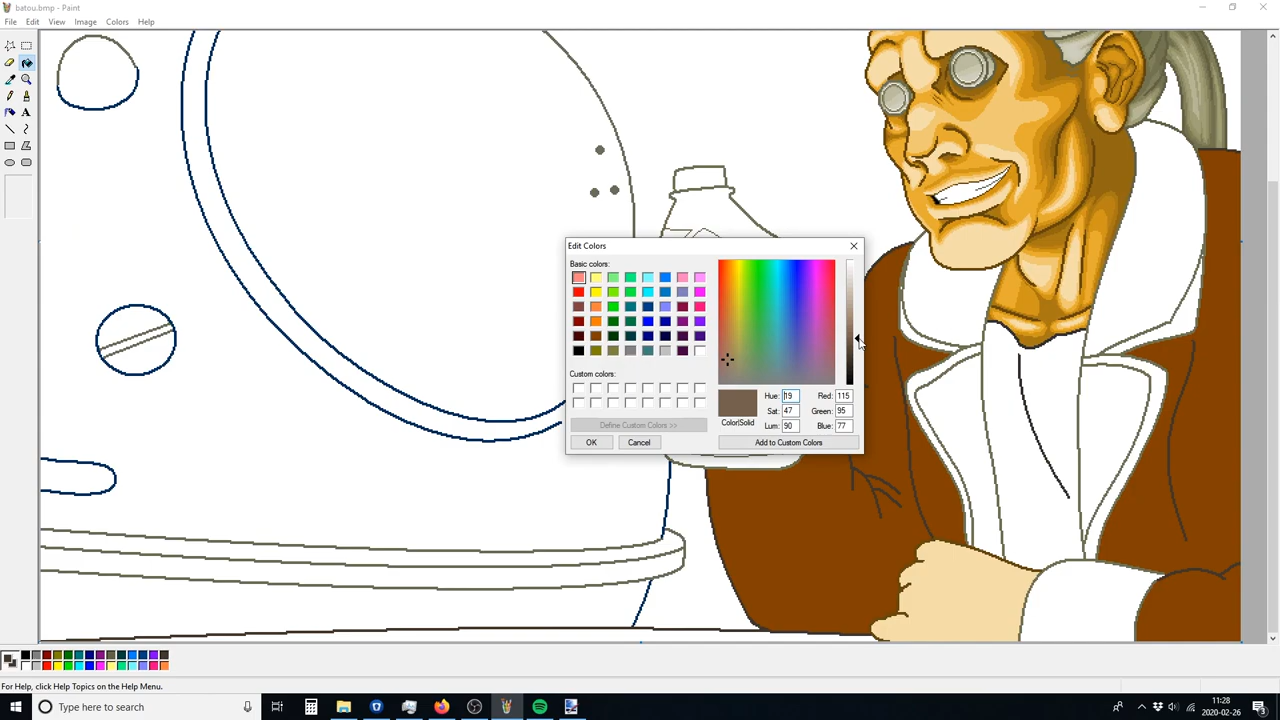 batou.bmp - Paint
File Edit View Image Colors Help
A
Edit Colors
Basic colors:
Custom colors:
Define Custom Colors >>
OK Cancel
Color|Solid
Hue: 19 Red: 115
Sat: 47 Green: 95
Lum: 90 Blue: 77
Add to Custom Colors
For Help, click Help Topics on the Help Menu.
Type here to search
11:28
2020-02-26
3